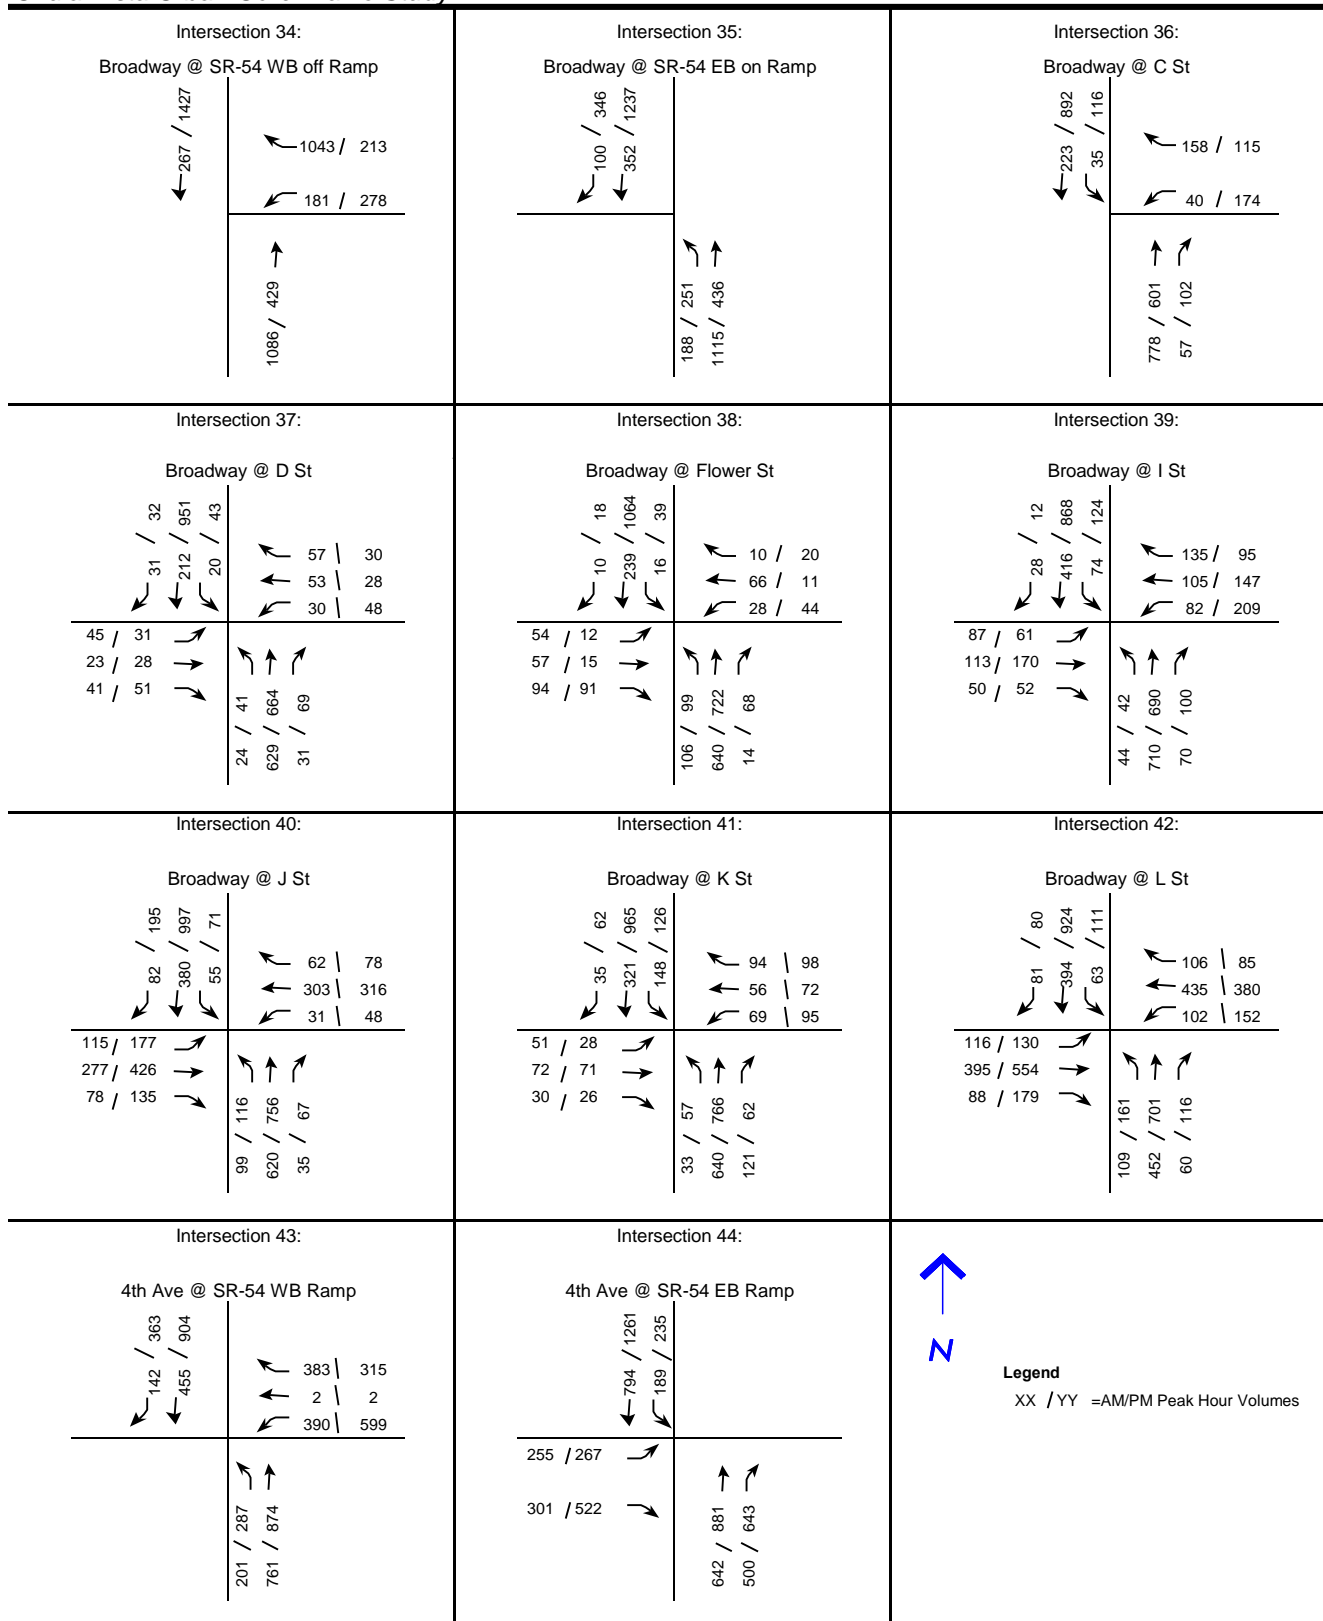 Intersection 34:
Broadway @ SR-54 WB off Ramp
267 / 1427
1043 / 213
181 / 278
1086 / 429
Intersection 35:
Broadway @ SR-54 EB on Ramp
100 / 346
352 / 1237
188 / 251
1115 / 436
Intersection 36:
Broadway @ C St
223 / 892
35 / 116
158 / 115
40 / 174
778 / 601
57 / 102
Intersection 37:
Broadway @ D St
31 / 32
212 / 951
20 / 43
57 \ 30
53 \ 28
30 \ 48
45 / 31
23 / 28
41 / 51
24 / 41
629 / 664
31 / 69
Intersection 38:
Broadway @ Flower St
10 / 18
239 / 1064
16 / 39
10 / 20
66 / 11
28 / 44
54 / 12
57 / 15
94 / 91
106 / 99
640 / 722
14 / 68
Intersection 39:
Broadway @ I St
28 / 12
416 / 868
74 / 124
135 / 95
105 / 147
82 / 209
87 / 61
113 / 170
50 / 52
44 / 42
710 / 690
70 / 100
Intersection 40:
Broadway @ J St
82 / 195
380 / 997
55 / 71
62 \ 78
303 \ 316
31 \ 48
115 / 177
277 / 426
78 / 135
99 / 116
620 / 756
35 / 67
Intersection 41:
Broadway @ K St
35 / 62
321 / 965
148 / 126
94 \ 98
56 \ 72
69 \ 95
51 / 28
72 / 71
30 / 26
33 / 57
640 / 766
121 / 62
Intersection 42:
Broadway @ L St
81 / 80
394 / 924
63 / 111
106 \ 85
435 \ 380
102 \ 152
116 / 130
395 / 554
88 / 179
109 / 161
452 / 701
60 / 116
Intersection 43:
4th Ave @ SR-54 WB Ramp
142 / 363
455 / 904
383 \ 315
2 \ 2
390 \ 599
201 / 287
761 / 874
Intersection 44:
4th Ave @ SR-54 EB Ramp
794 / 1261
189 / 235
255 / 267
301 / 522
642 / 881
500 / 643
N
Legend
XX / YY =AM/PM Peak Hour Volumes